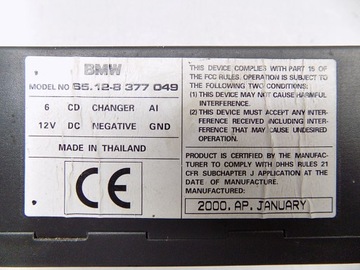 BMW
MODEL NO 65.12-8 377 049
6 CD CHANGER AI
12V DC NEGATIVE GND
MADE IN THAILAND
CE
THIS DEVICE COMPLIES WITH PART 15 OF
THE FCC RULES. OPERATION IS SUBJECT TO
THE FOLLOWING TWO CONDITIONS:
(1) THIS DEVICE MAY NOT CAUSE HARMFUL
INTERFERENCE.
(2) THIS DEVICE MUST ACCEPT ANY INTER-
FERENCE RECEIVED INCLUDING INTER-
FERENCE THAT MAY CAUSE UNDESIRED
OPERATION.
PRODUCT IS CERTIFIED BY THE MANUFAC-
TURER TO COMPLY WITH DHHS RULES 21
CFR SUBCHAPTER J APPLICATION AT THE
DATE OF MANUFACTURE.
MANUFACTURED:
2000.AP.JANUARY